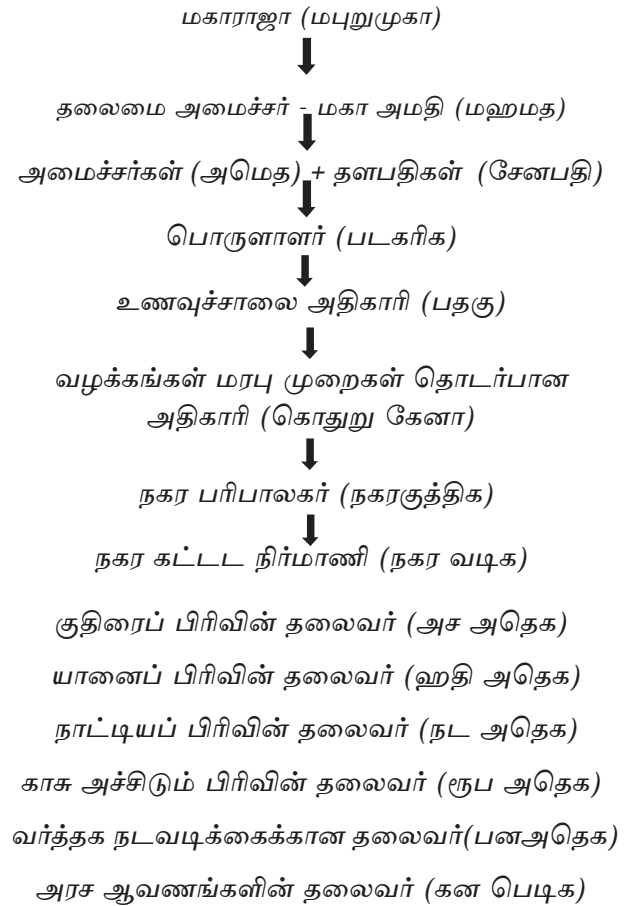 மகாராஜா (மபுறுமுகா)
தலைமை அமைச்சர் - மகா அமதி (மஹமத)
அமைச்சர்கள் (அமெத) + தளபதிகள் (சேனபதி)
பொருளாளர் (படகரிக)
உணவுச்சாலை அதிகாரி (பதகு)
வழக்கங்கள் மரபு முறைகள் தொடர்பான
அதிகாரி (கொதுறு கேனா)
நகர பரிபாலகர் (நகரகுத்திக)
நகர கட்டட நிர்மாணி (நகர வடிக)
குதிரைப் பிரிவின் தலைவர் (அச அதெக)
யானைப் பிரிவின் தலைவர் (ஹதி அதெக)
நாட்டியப் பிரிவின் தலைவர் (நட அதெக)
காசு அச்சிடும் பிரிவின் தலைவர் (ரூப அதெக)
வர்த்தக நடவடிக்கைக்கான தலைவர்(பனஅதெக)
அரச ஆவணங்களின் தலைவர் (கன பெடிக)